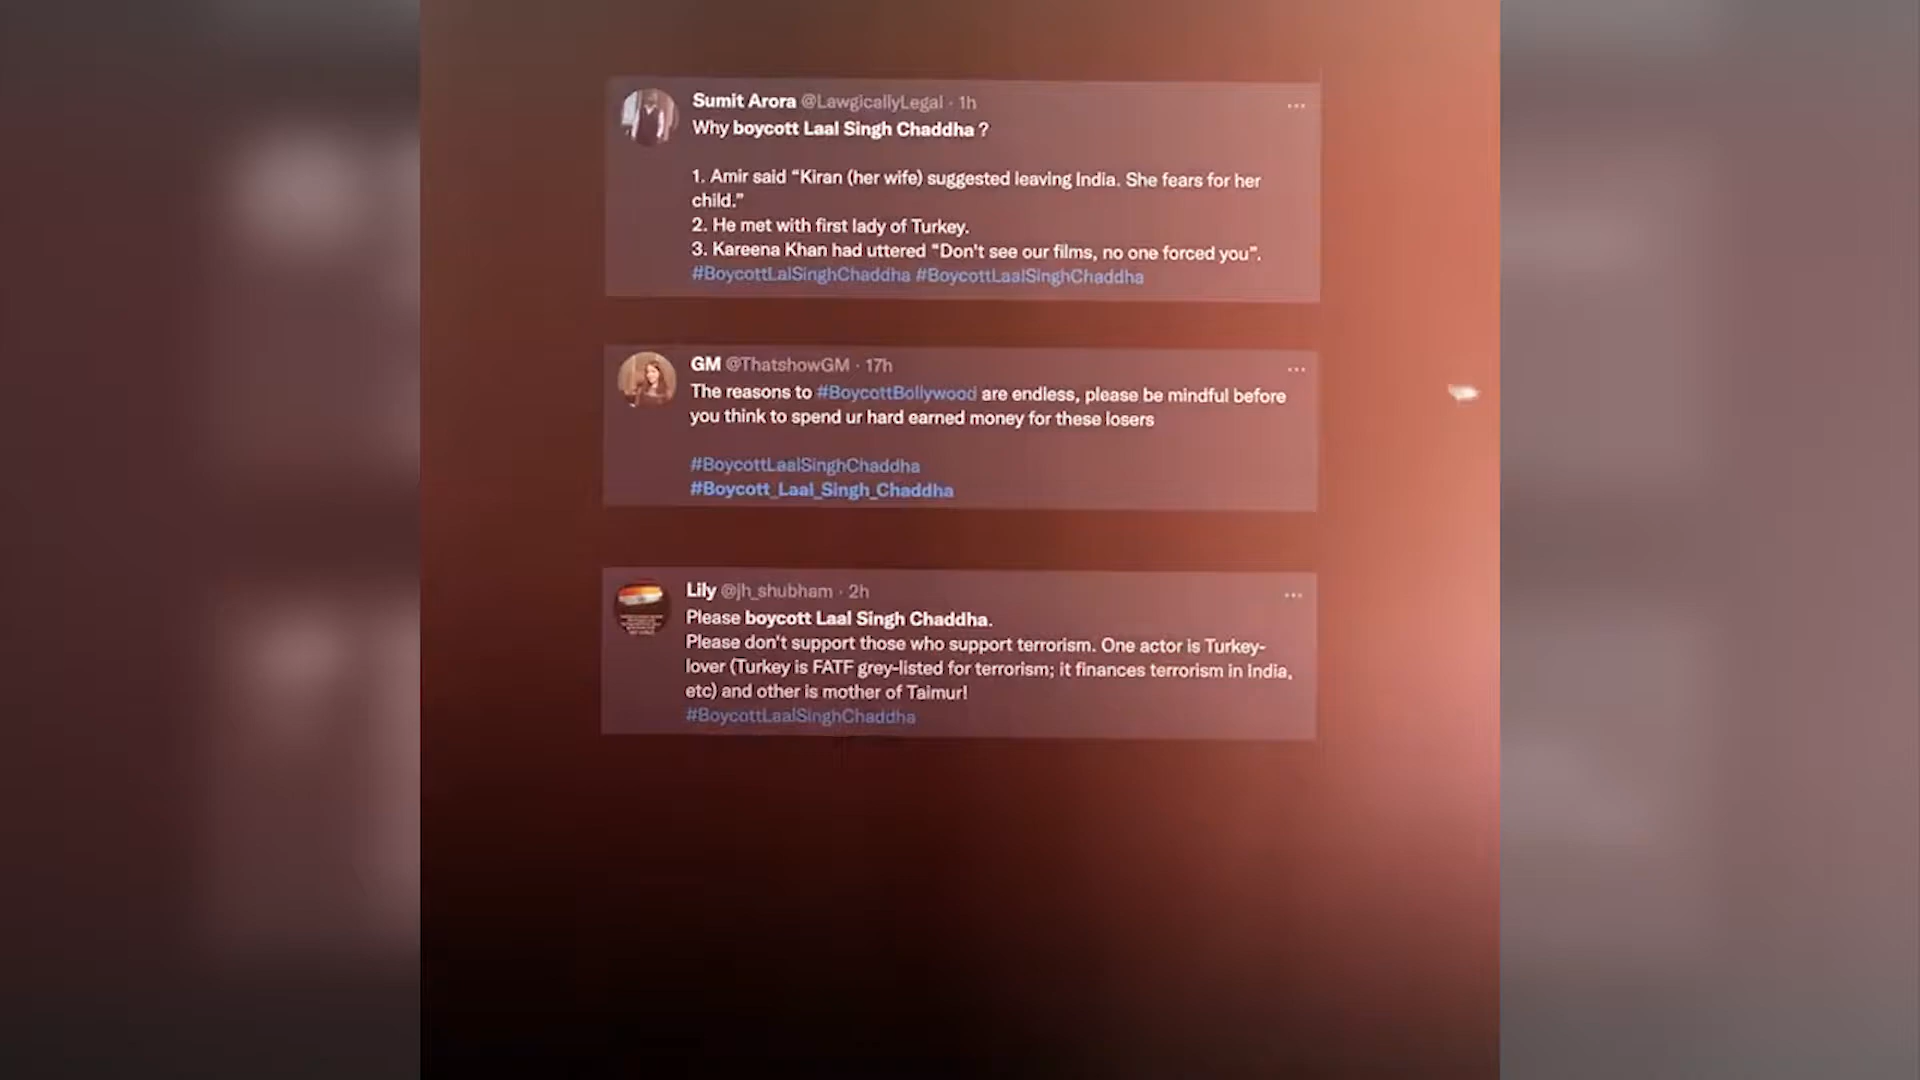 Sumit Arora @LawgicallyLegal · 1h
Why boycott Laal Singh Chaddha ?
1. Amir said “Kiran (her wife) suggested leaving India. She fears for her
child.”
2. He met with first lady of Turkey.
3. Kareena Khan had uttered “Don't see our films, no one forced you”.
#BoycottLalSinghChaddha #BoycottLaalSinghChaddha
GM @ThatshowGM · 17h
The reasons to #BoycottBollywood are endless, please be mindful before
you think to spend ur hard earned money for these losers
#BoycottLaalSinghChaddha
#Boycott_Laal_Singh_Chaddha
Lily @jh_shubham · 2h
Please boycott Laal Singh Chaddha.
Please don't support those who support terrorism. One actor is Turkey-
lover (Turkey is FATF grey-listed for terrorism; it finances terrorism in India,
etc) and other is mother of Taimur!
#BoycottLaalSinghChaddha